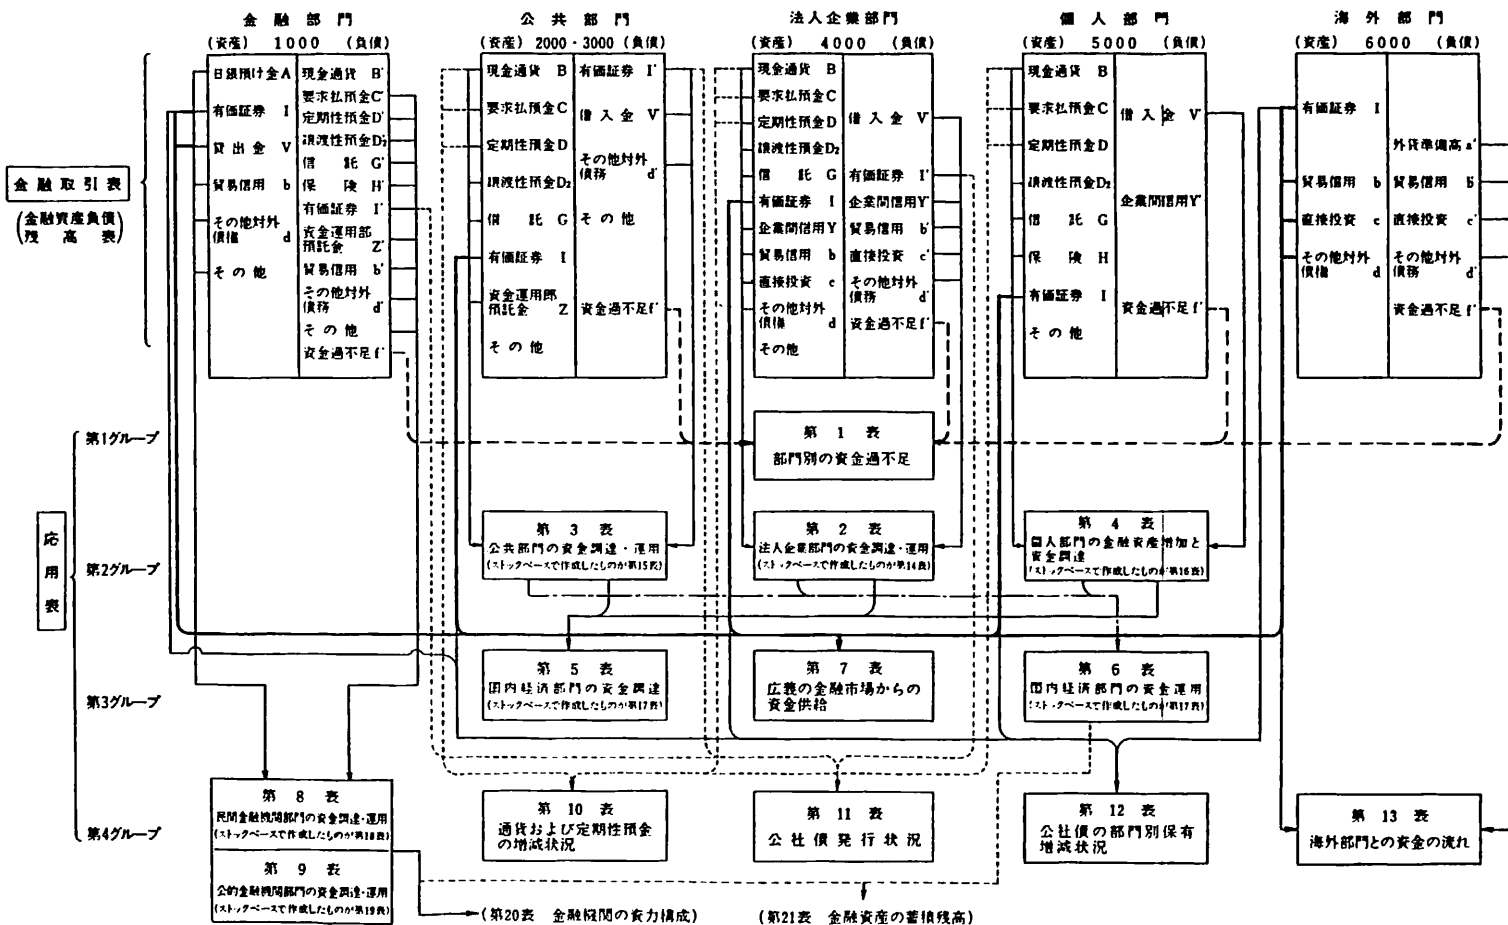 金融部門
(資産) 1000 (負債)
日銀預け金 A
有価証券 I
貸出金 V
貿易信用 b
その他対外
債権 d
その他
現金通貨 B'
要求払預金 C'
定期性預金 D'
譲渡性預金 D₂'
信託 G'
保険 H'
有価証券 I'
資金運用部
預託金 Z'
貿易信用 b'
その他対外
債務 d'
その他
資金過不足 f'
公共部門
(資産) 2000・3000 (負債)
現金通貨 B
要求払預金 C
定期性預金 D
譲渡性預金 D₂
信託 G
有価証券 I
資金運用部
預託金 Z
その他
有価証券 I'
借入金 V'
その他対外
債務 d'
その他
資金過不足 f'
法人企業部門
(資産) 4000 (負債)
現金通貨 B
要求払預金 C
定期性預金 D
譲渡性預金 D₂
信託 G
有価証券 I
企業間信用 Y
貿易信用 b
直接投資 c
その他対外
債権 d
その他
借入金 V'
有価証券 I'
企業間信用 Y'
貿易信用 b'
直接投資 c'
その他対外
債務 d'
資金過不足 f'
個人部門
(資産) 5000 (負債)
現金通貨 B
要求払預金 C
定期性預金 D
譲渡性預金 D₂
信託 G
保険 H
有価証券 I
その他
借入金 V'
企業間信用 Y'
資金過不足 f'
海外部門
(資産) 6000 (負債)
有価証券 I
貿易信用 b
直接投資 c
その他対外
債権 d
外貨準備高 a'
貿易信用 b'
直接投資 c'
その他対外
債務 d'
資金過不足 f'
金融取引表
(金融資産負債
残高表)
応用表
第1グループ
第1表
部門別の資金過不足
第2グループ
第3表
公共部門の資金調達・運用
(ストックベースで作成したものが第15表)
第2表
法人企業部門の資金調達・運用
(ストックベースで作成したものが第14表)
第4表
個人部門の金融資産増加と
資金調達
(ストックベースで作成したものが第16表)
第3グループ
第5表
国内経済部門の資金調達
(ストックベースで作成したものが第17表)
第7表
広義の金融市場からの
資金供給
第6表
国内経済部門の資金運用
(ストックベースで作成したものが第17表)
第4グループ
第8表
民間金融機関部門の資金調達・運用
(ストックベースで作成したものが第18表)
第9表
公的金融機関部門の資金調達・運用
(ストックベースで作成したものが第19表)
第10表
通貨および定期性預金
の増減状況
第11表
公社債発行状況
第12表
公社債の部門別保有
増減状況
第13表
海外部門との資金の流れ
(第20表 金融機関の資力構成)
(第21表 金融資産の蓄積残高)